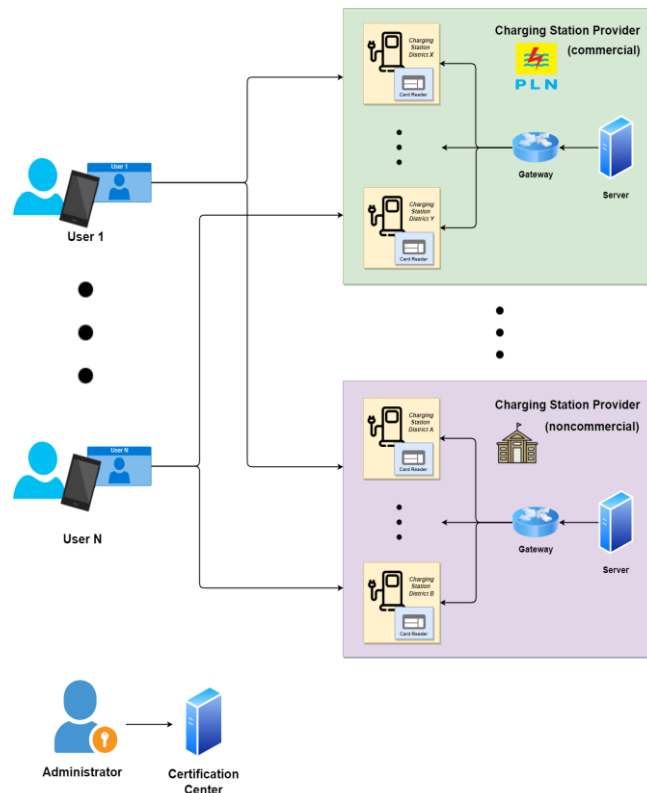 Charging Station Provider
(commercial)
PLN
Charging
Station
District X
Card Reader
Gateway
Server
Charging
Station
District Y
Card Reader
User 1
User 1
Charging Station Provider
(noncommercial)
Charging
Station
District A
Card Reader
Gateway
Server
Charging
Station
District B
Card Reader
User N
User N
Administrator
Certification
Center